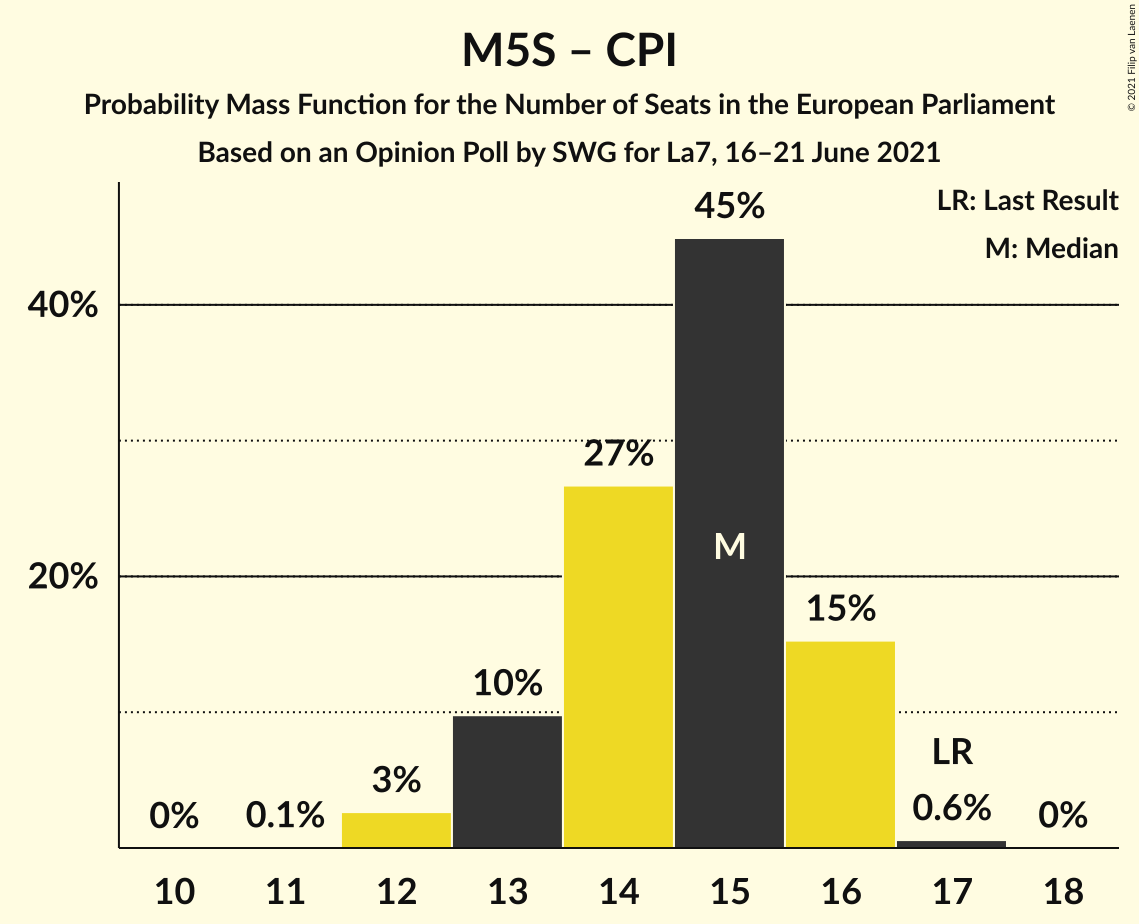 M5S – CPI
Probability Mass Function for the Number of Seats in the European Parliament
Based on an Opinion Poll by SWG for La7, 16–21 June 2021
© 2021 Filip van Laenen
LR: Last Result
M: Median
40%
20%
0%
0.1%
3%
10%
27%
45%
M
15%
LR
0.6%
0%
10 11 12 13 14 15 16 17 18